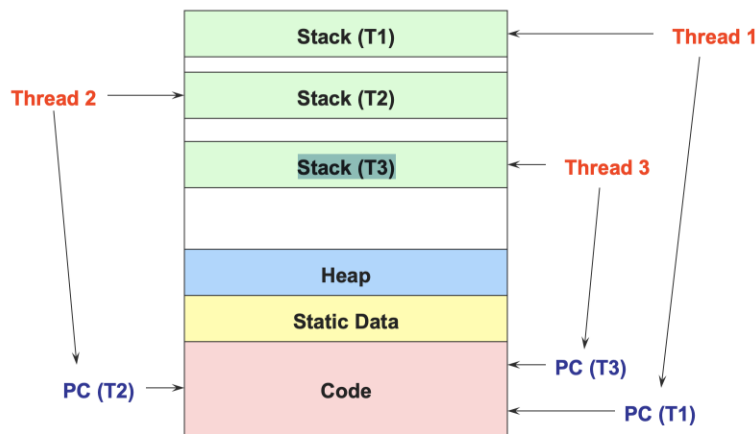 Stack (T1)
Thread 1
Thread 2
Stack (T2)
Stack (T3)
Thread 3
Heap
Static Data
PC (T3)
PC (T2)
Code
PC (T1)